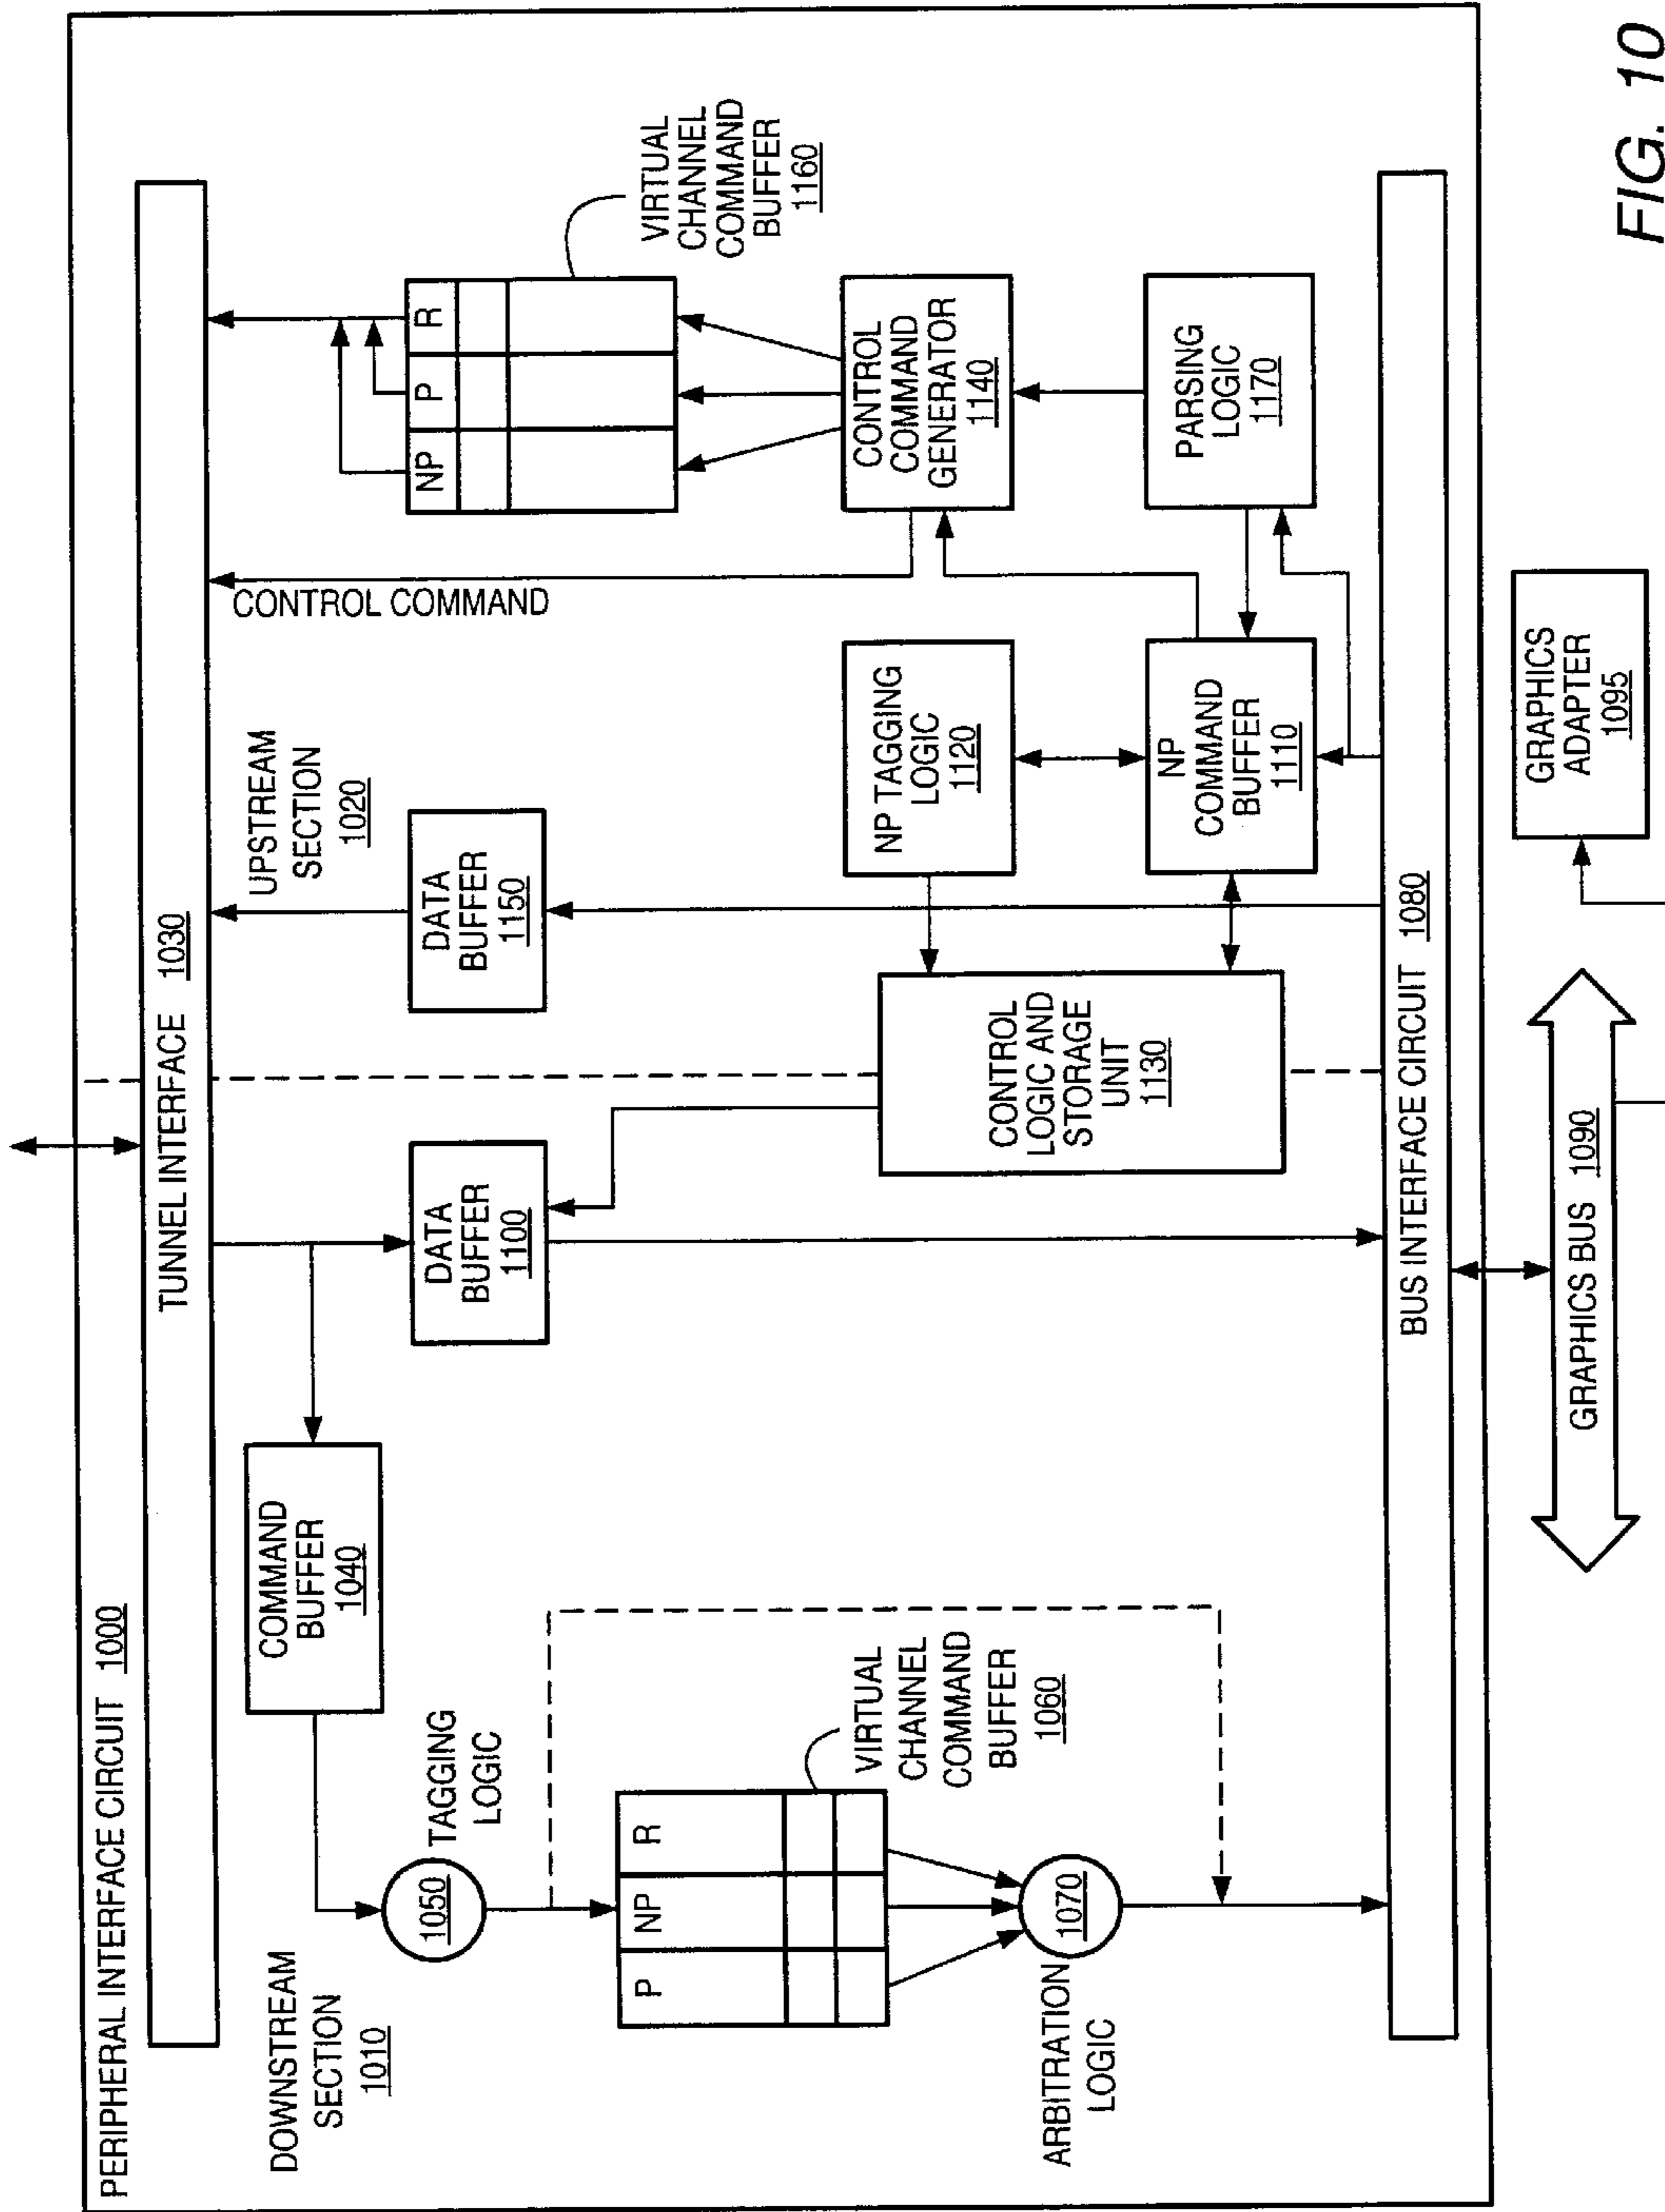 PERIPHERAL INTERFACE CIRCUIT 1000
TUNNEL INTERFACE 1030
DOWNSTREAM
SECTION
1010
COMMAND
BUFFER
1040
UPSTREAM
SECTION
1020
CONTROL COMMAND
1050
TAGGING
LOGIC
DATA
BUFFER
1100
DATA
BUFFER
1150
NP
P
R
VIRTUAL
CHANNEL
COMMAND
BUFFER
1160
P
NP
R
VIRTUAL
CHANNEL
COMMAND
BUFFER
1060
CONTROL
LOGIC AND
STORAGE
UNIT
1130
NP TAGGING
LOGIC
1120
CONTROL
COMMAND
GENERATOR
1140
ARBITRATION
LOGIC
1070
NP
COMMAND
BUFFER
1110
PARSING
LOGIC
1170
BUS INTERFACE CIRCUIT 1080
GRAPHICS BUS 1090
GRAPHICS
ADAPTER
1095
FIG. 10